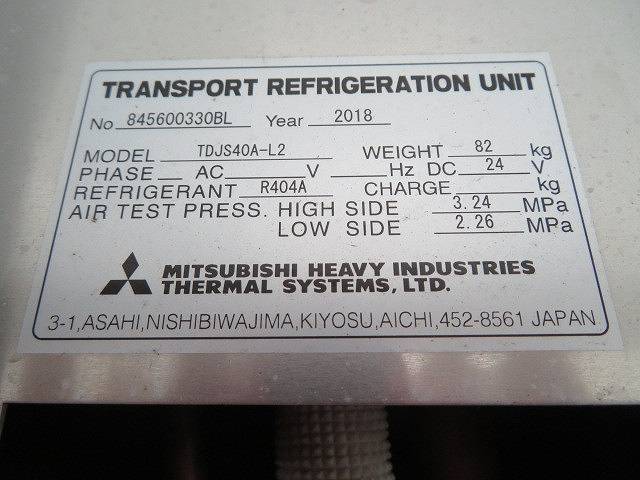 TRANSPORT REFRIGERATION UNIT
No 845600330BL Year 2018
MODEL TDJS40A-L2 WEIGHT 82 kg
PHASE AC V Hz DC 24 V
REFRIGERANT R404A CHARGE kg
AIR TEST PRESS. HIGH SIDE 3.24 MPa
LOW SIDE 2.26 MPa
MITSUBISHI HEAVY INDUSTRIES
THERMAL SYSTEMS, LTD.
3-1,ASAHI,NISHIBIWAJIMA,KIYOSU,AICHI,452-8561 JAPAN